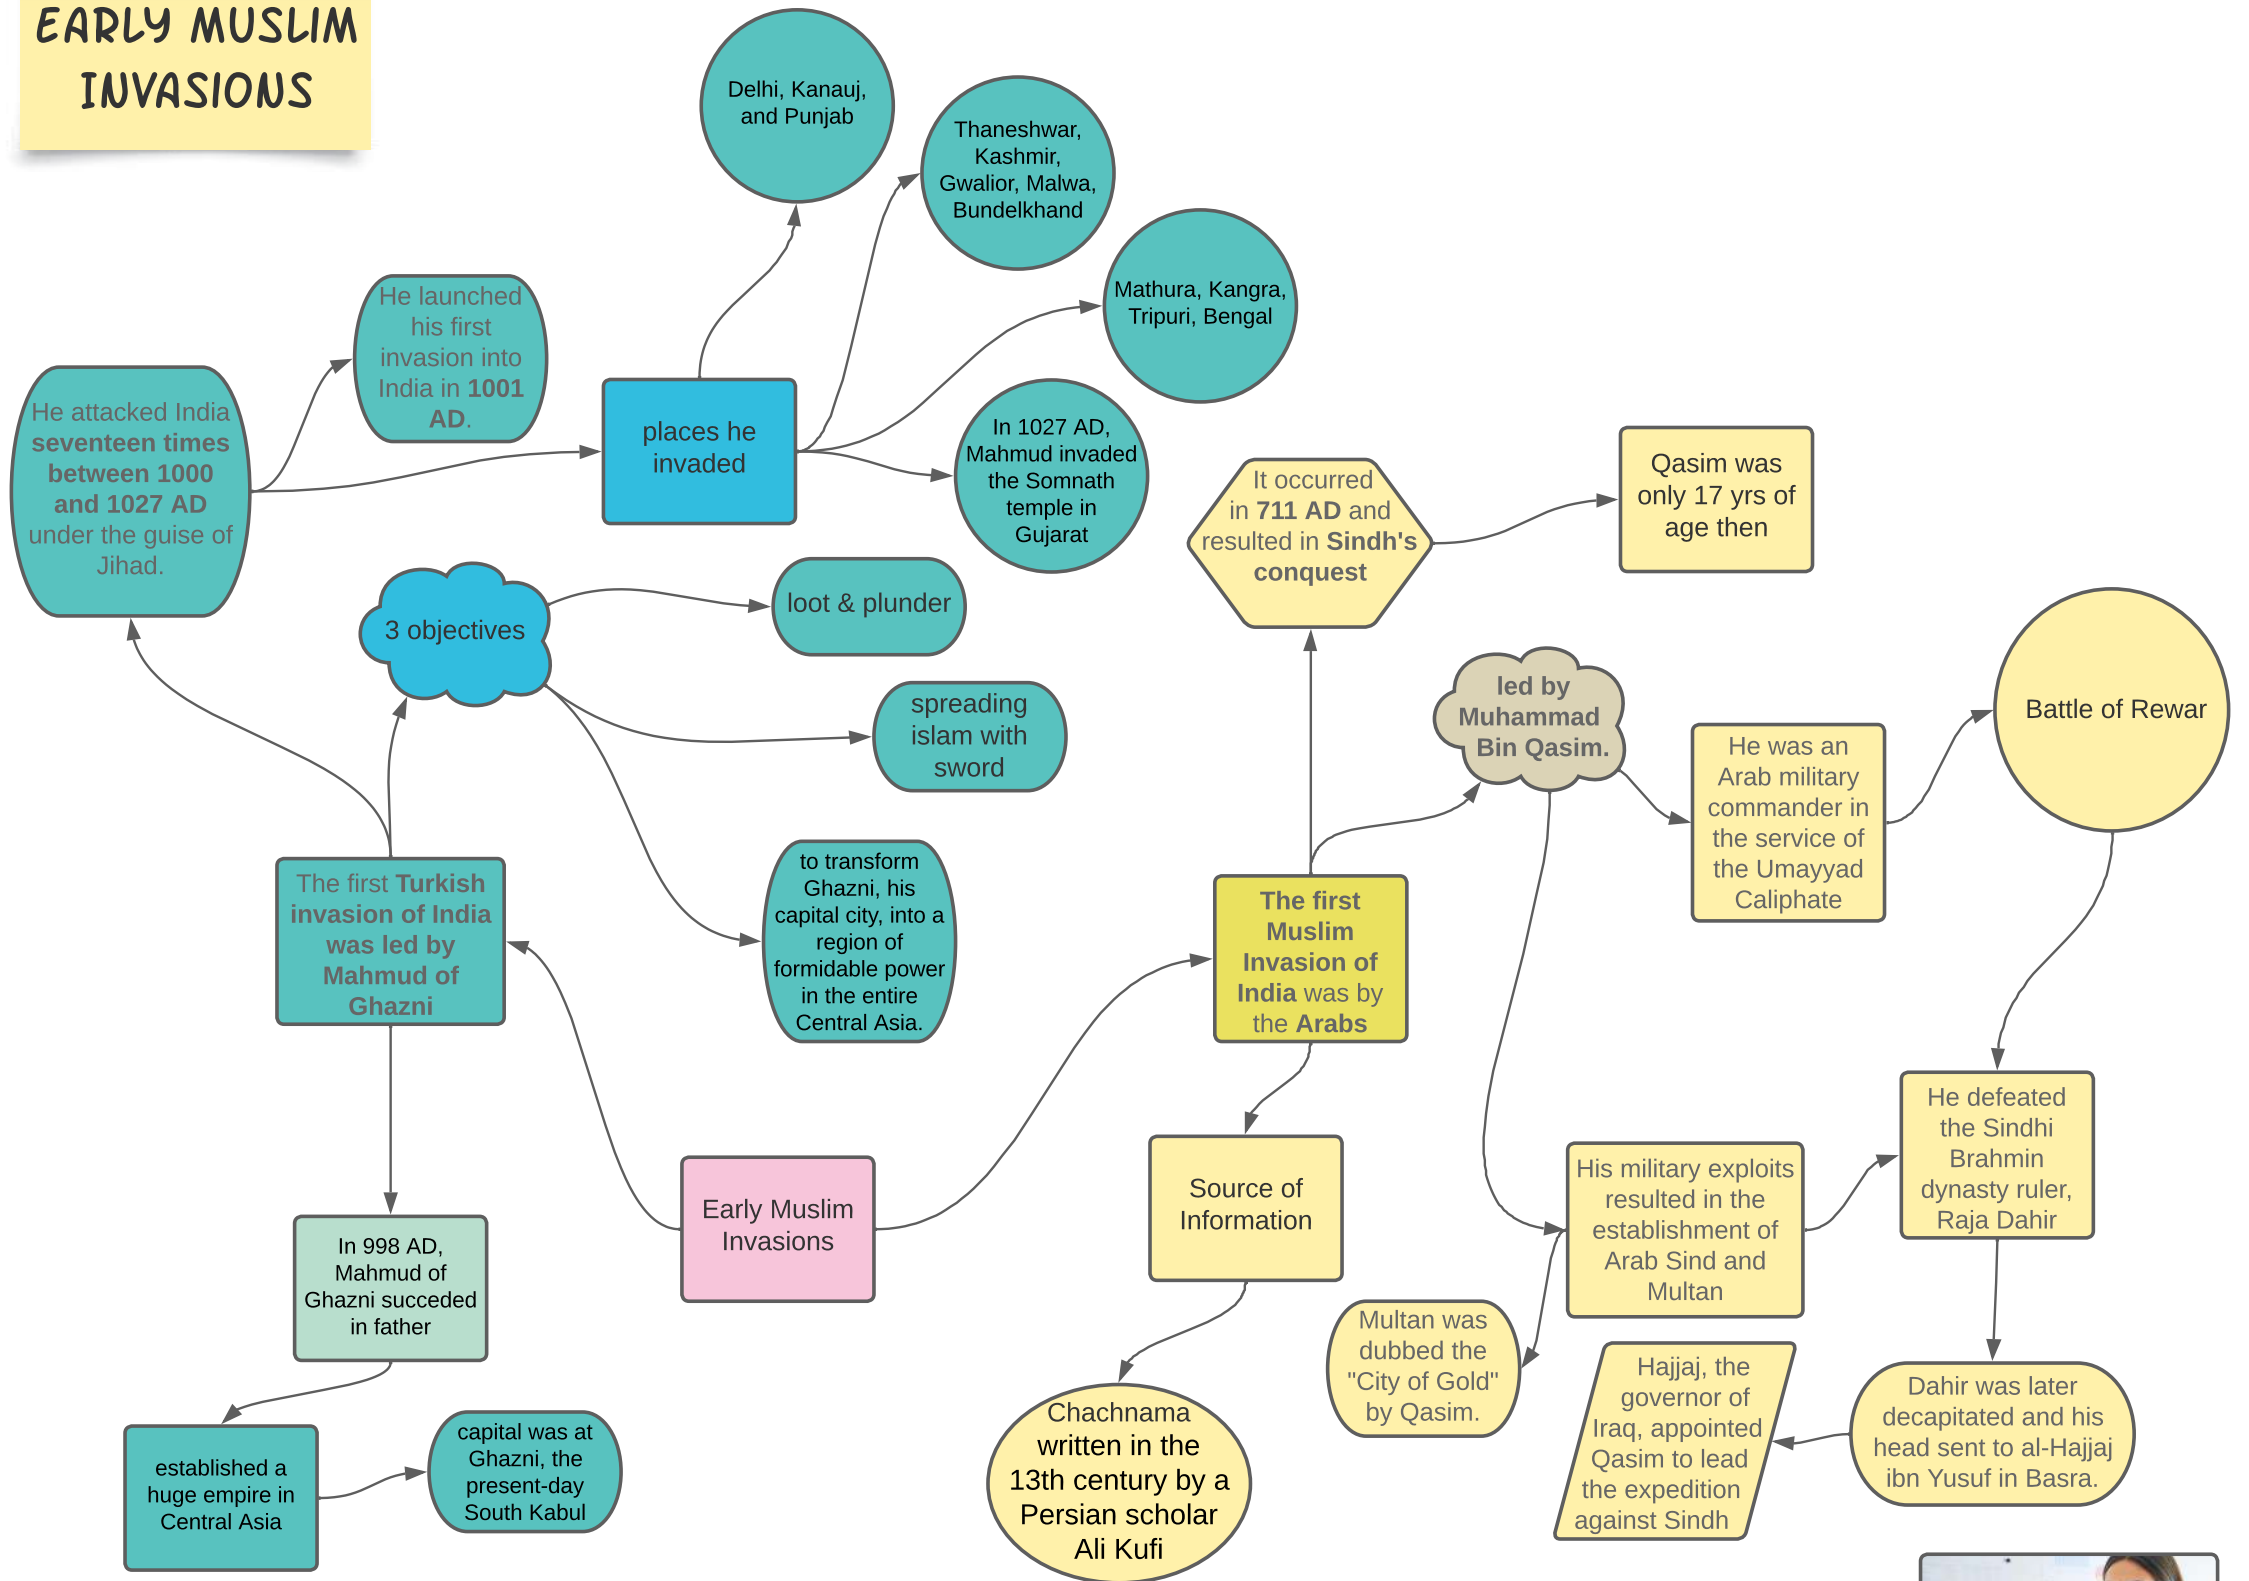 EARLY MUSLIM
INVASIONS
Delhi, Kanauj,
and Punjab
Thaneshwar,
Kashmir,
Gwalior, Malwa,
Bundelkhand
Mathura, Kangra,
Tripuri, Bengal
In 1027 AD,
Mahmud invaded
the Somnath
temple in
Gujarat
places he
invaded
He launched
his first
invasion into
India in 1001
AD.
He attacked India
seventeen times
between 1000
and 1027 AD
under the guise of
Jihad.
3 objectives
loot & plunder
spreading
islam with
sword
to transform
Ghazni, his
capital city, into a
region of
formidable power
in the entire
Central Asia.
The first Turkish
invasion of India
was led by
Mahmud of
Ghazni
In 998 AD,
Mahmud of
Ghazni succeded
in father
established a
huge empire in
Central Asia
capital was at
Ghazni, the
present-day
South Kabul
Early Muslim
Invasions
It occurred
in 711 AD and
resulted in Sindh's
conquest
Qasim was
only 17 yrs of
age then
led by
Muhammad
Bin Qasim.
He was an
Arab military
commander in
the service of
the Umayyad
Caliphate
Battle of Rewar
The first
Muslim
Invasion of
India was by
the Arabs
Source of
Information
Chachnama
written in the
13th century by a
Persian scholar
Ali Kufi
His military exploits
resulted in the
establishment of
Arab Sind and
Multan
Multan was
dubbed the
"City of Gold"
by Qasim.
He defeated
the Sindhi
Brahmin
dynasty ruler,
Raja Dahir
Dahir was later
decapitated and his
head sent to al-Hajjaj
ibn Yusuf in Basra.
Hajjaj, the
governor of
Iraq, appointed
Qasim to lead
the expedition
against Sindh